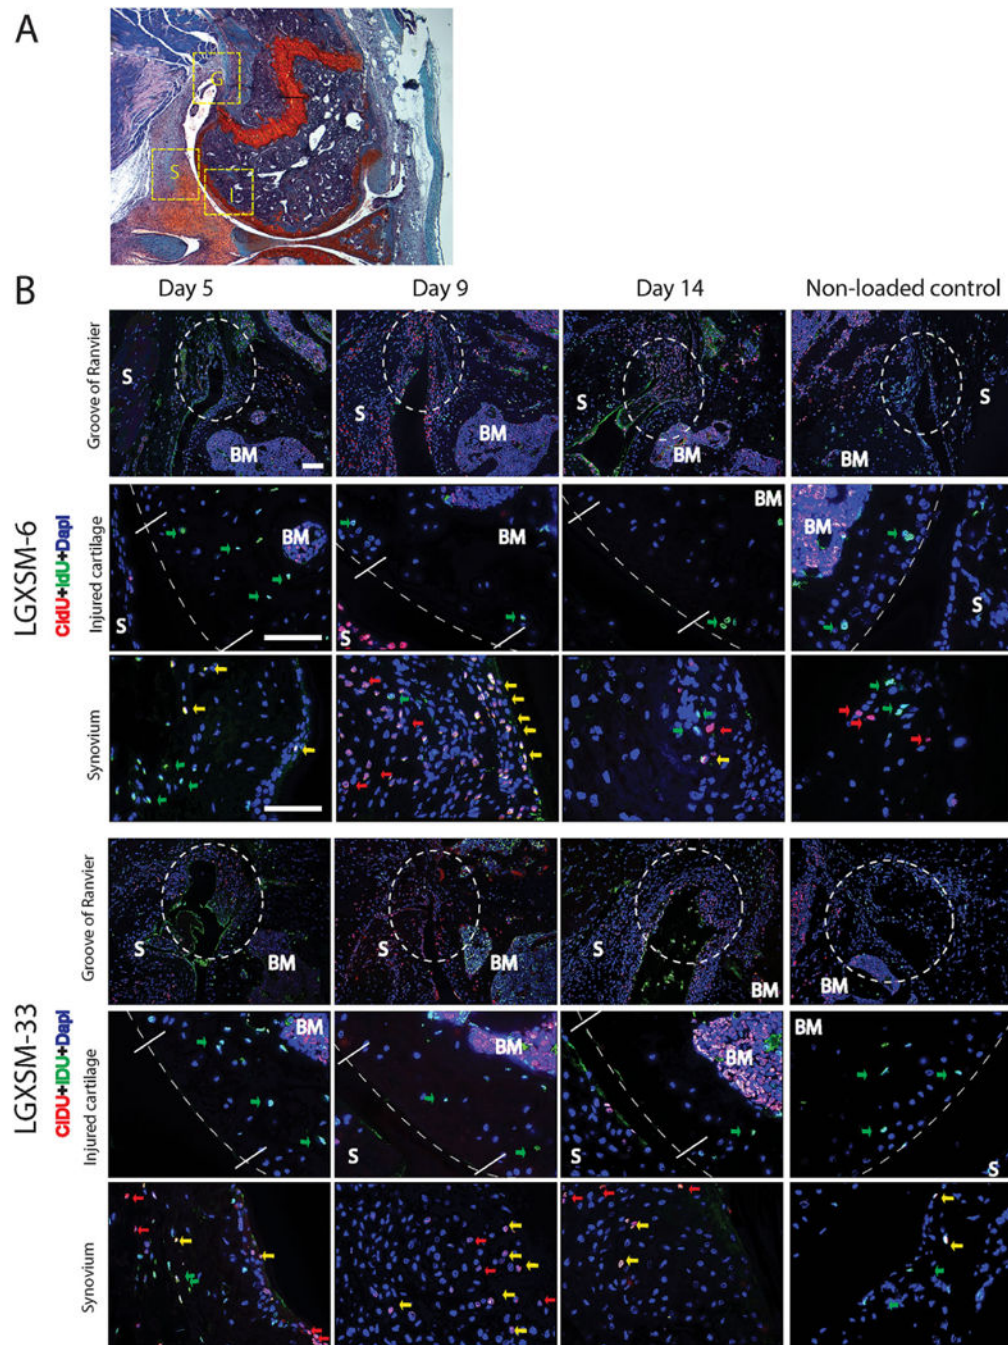 A
G
S
I
B
Day 5
Day 9
Day 14
Non-loaded control
LGXSM-6
CldU+IdU+DapI
Groove of Ranvier
S
BM
S
BM
S
BM
S
BM
Injured cartilage
S
BM
S
BM
BM
BM
S
Synovium
LGXSM-33
ClDU+IDU+DapI
Groove of Ranvier
S
BM
S
BM
S
BM
BM
Injured cartilage
BM
S
BM
S
BM
BM
S
Synovium